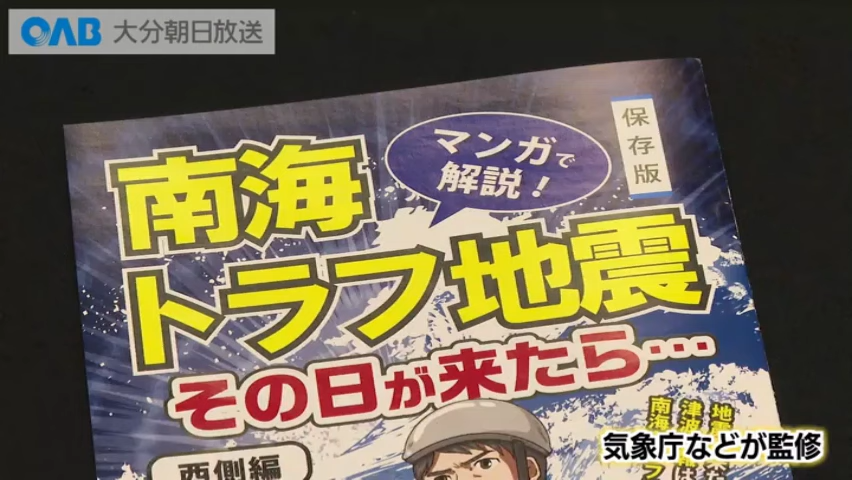 OAB 大分朝日放送
保存版
マンガで
解説！
南海
トラフ地震
その日が来たら…
西側編
気象庁などが監修